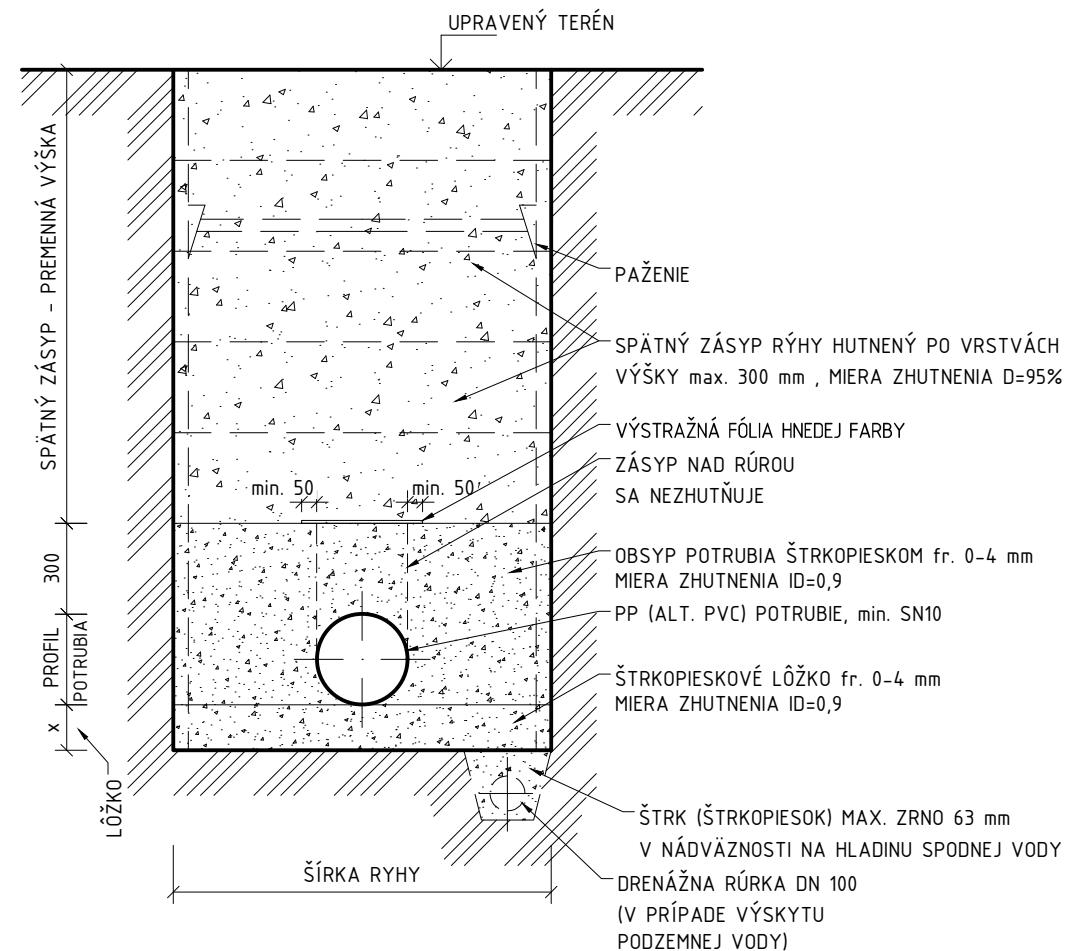 UPRAVENÝ TERÉN
SPÄTNÝ ZÁSYP - PREMENNÁ VÝŠKA
PAŽENIE
SPÄTNÝ ZÁSYP RÝHY HUTNENÝ PO VRSTVÁCH
VÝŠKY max. 300 mm , MIERA ZHUTNENIA D=95%
VÝSTRAŽNÁ FÓLIA HNEDEJ FARBY
ZÁSYP NAD RÚROU
SA NEZHUTŇUJE
min. 50
min. 50
300
OBSYP POTRUBIA ŠTRKOPIESKOM fr. 0-4 mm
MIERA ZHUTNENIA ID=0,9
PP (ALT. PVC) POTRUBIE, min. SN10
PROFIL
POTRUBIA
ŠTRKOPIESKOVÉ LÔŽKO fr. 0-4 mm
MIERA ZHUTNENIA ID=0,9
x
LÔŽKO
ŠTRK (ŠTRKOPIESOK) MAX. ZRNO 63 mm
V NÁDVÄZNOSTI NA HLADINU SPODNEJ VODY
ŠÍRKA RYHY
DRENÁŽNA RÚRKA DN 100
(V PRÍPADE VÝSKYTU
PODZEMNEJ VODY)